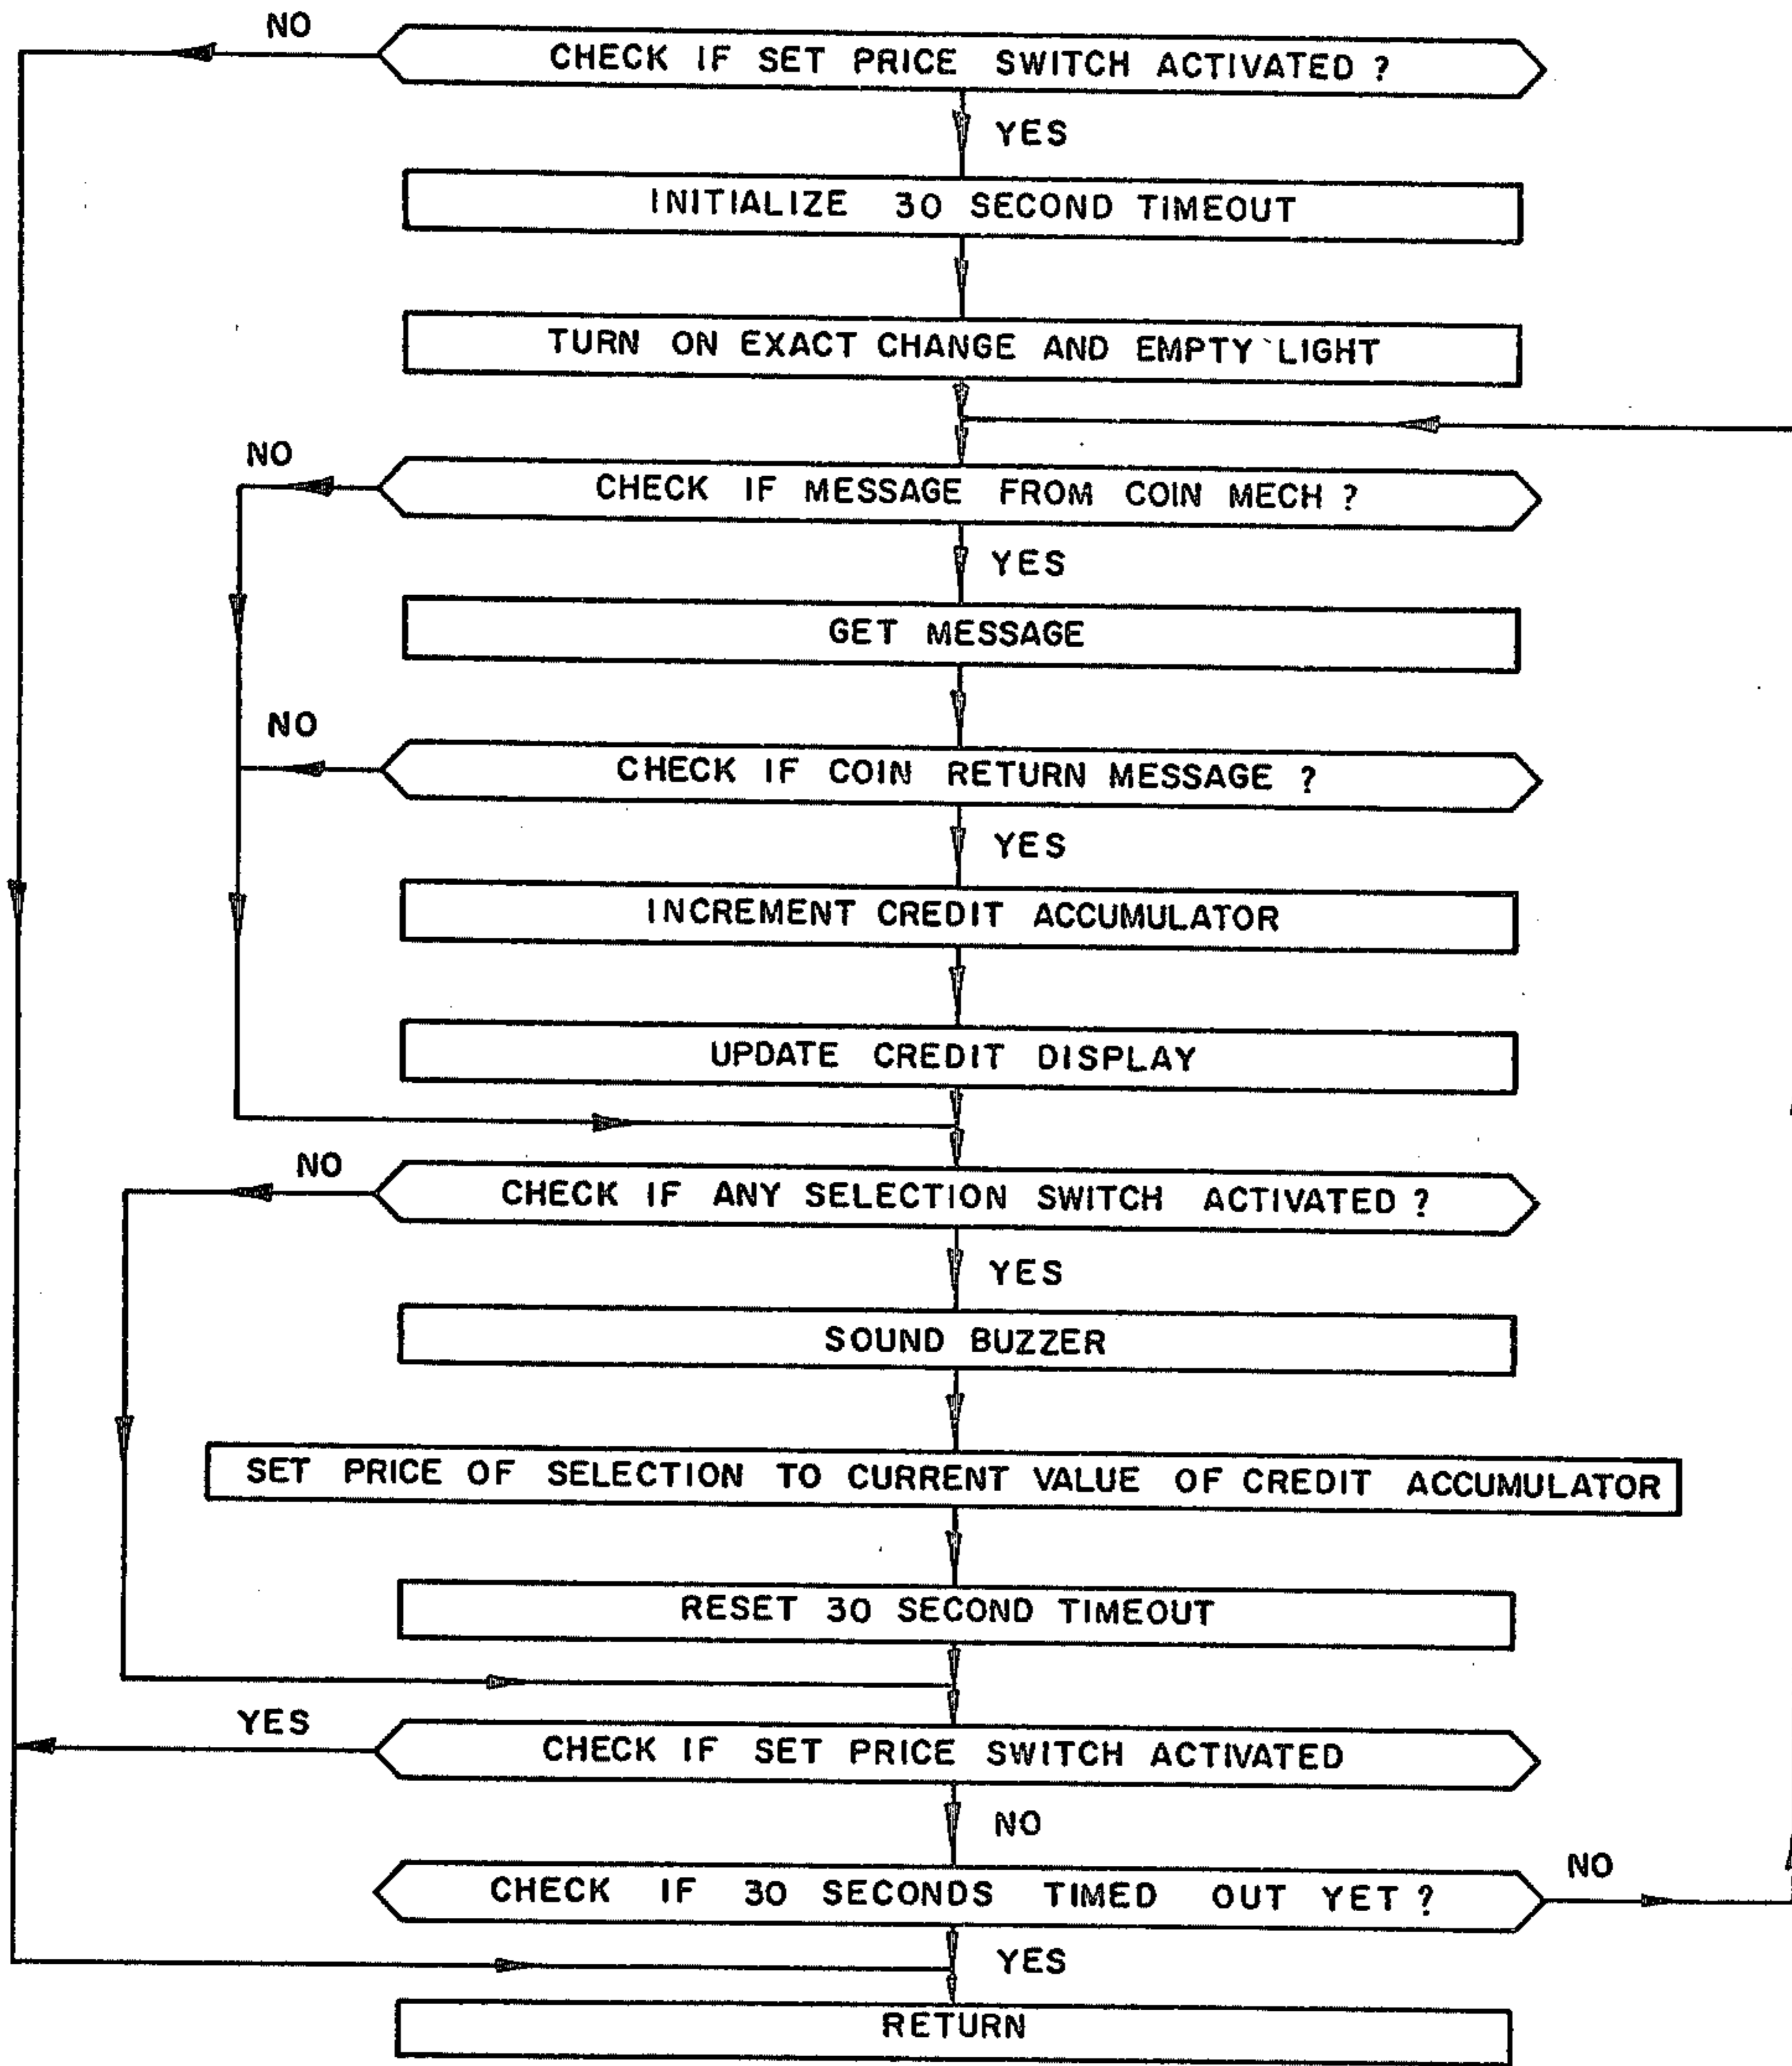 NO
CHECK IF SET PRICE SWITCH ACTIVATED ?
YES
INITIALIZE 30 SECOND TIMEOUT
TURN ON EXACT CHANGE AND EMPTY LIGHT
NO
CHECK IF MESSAGE FROM COIN MECH ?
YES
GET MESSAGE
NO
CHECK IF COIN RETURN MESSAGE ?
YES
INCREMENT CREDIT ACCUMULATOR
UPDATE CREDIT DISPLAY
NO
CHECK IF ANY SELECTION SWITCH ACTIVATED ?
YES
SOUND BUZZER
SET PRICE OF SELECTION TO CURRENT VALUE OF CREDIT ACCUMULATOR
RESET 30 SECOND TIMEOUT
YES
CHECK IF SET PRICE SWITCH ACTIVATED
NO
CHECK IF 30 SECONDS TIMED OUT YET ?
NO
YES
RETURN